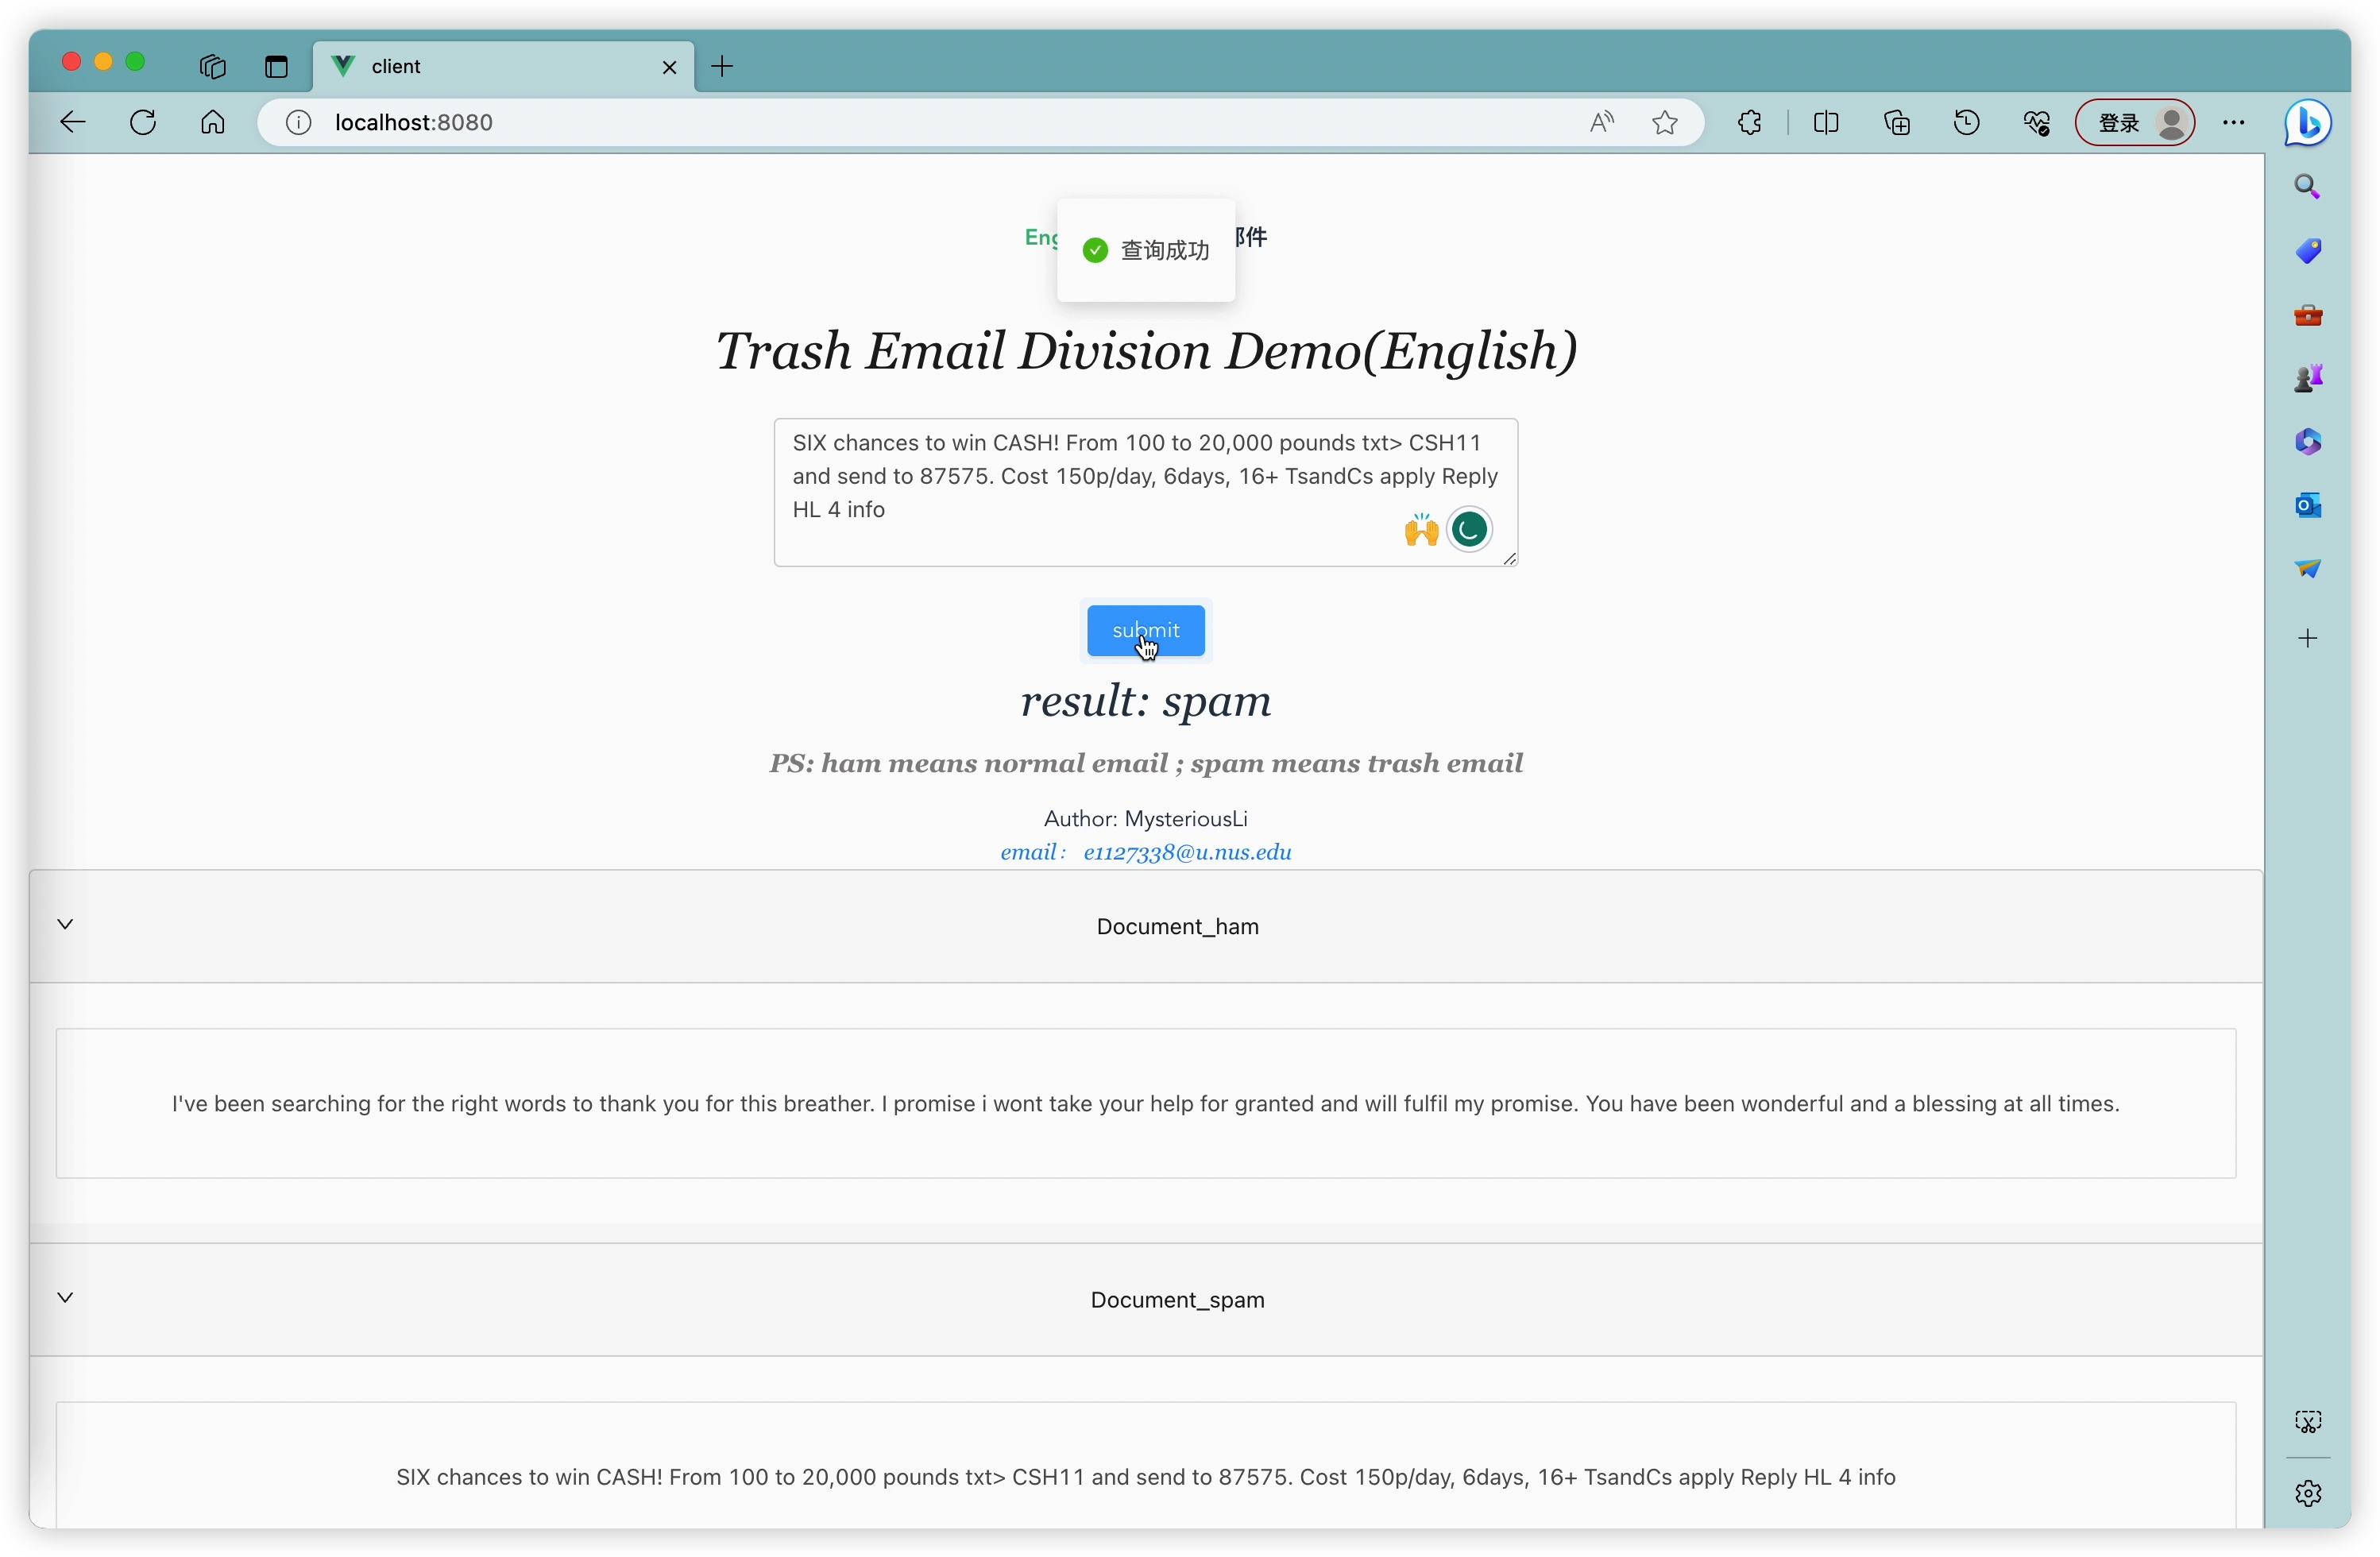 client
localhost:8080
登录
Eng
件
查询成功
Trash Email Division Demo(English)
SIX chances to win CASH! From 100 to 20,000 pounds txt> CSH11
and send to 87575. Cost 150p/day, 6days, 16+ TsandCs apply Reply
HL 4 info
submit
result: spam
PS: ham means normal email ; spam means trash email
Author: MysteriousLi
email： e1127338@u.nus.edu
Document_ham
I've been searching for the right words to thank you for this breather. I promise i wont take your help for granted and will fulfil my promise. You have been wonderful and a blessing at all times.
Document_spam
SIX chances to win CASH! From 100 to 20,000 pounds txt> CSH11 and send to 87575. Cost 150p/day, 6days, 16+ TsandCs apply Reply HL 4 info